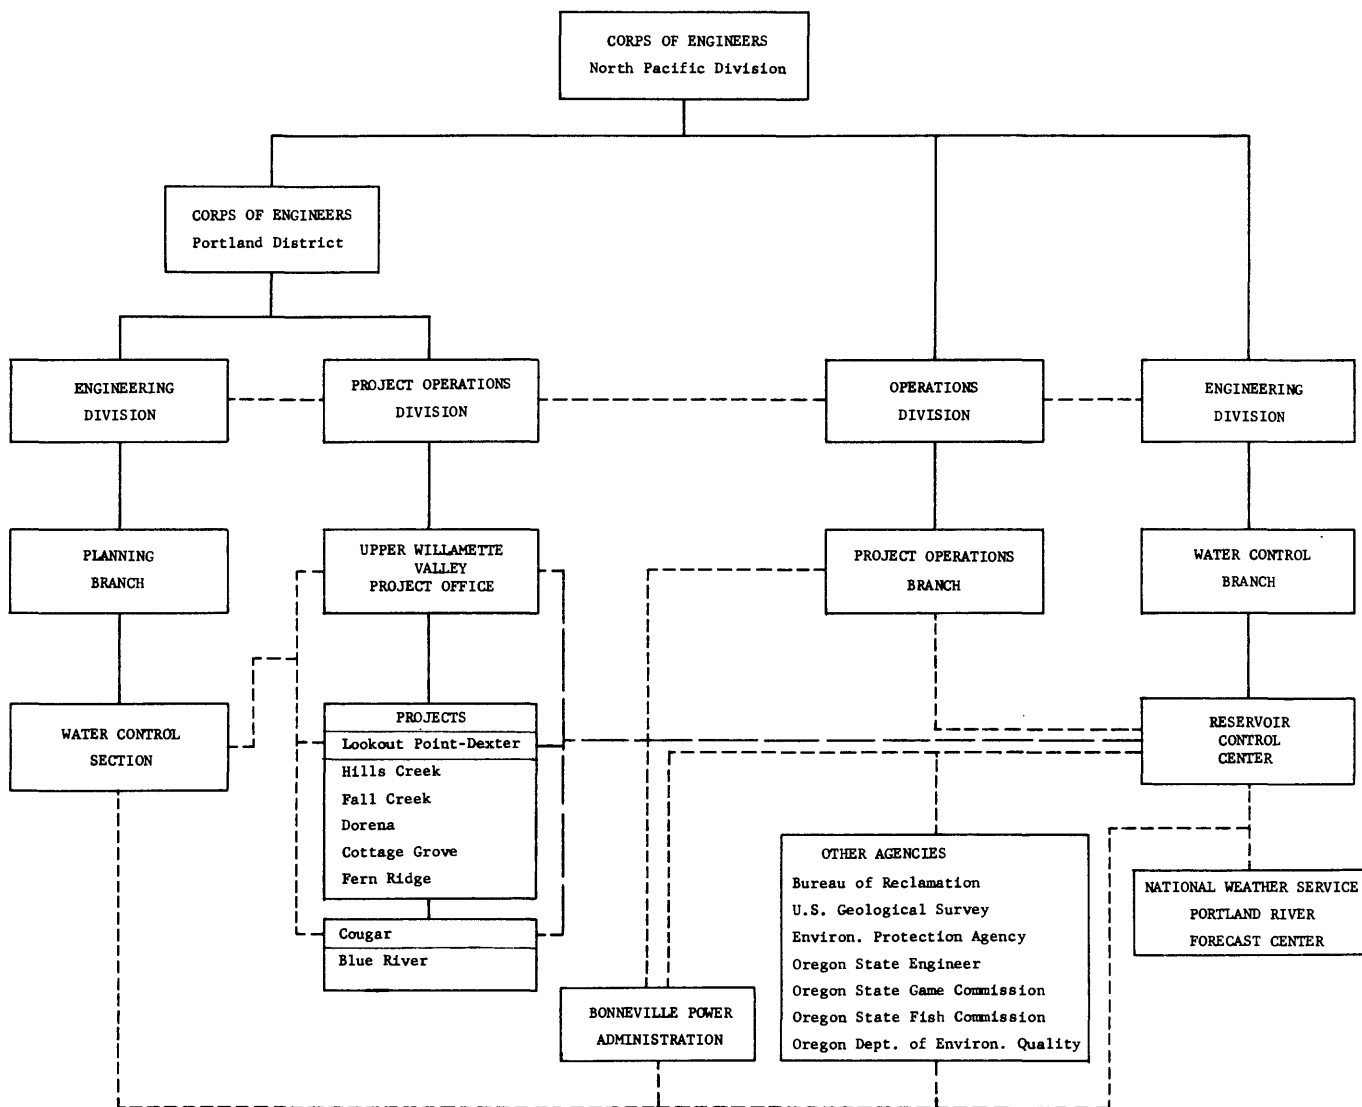 CORPS OF ENGINEERS
North Pacific Division
CORPS OF ENGINEERS
Portland District
ENGINEERING
DIVISION
PROJECT OPERATIONS
DIVISION
OPERATIONS
DIVISION
ENGINEERING
DIVISION
PLANNING
BRANCH
UPPER WILLAMETTE
VALLEY
PROJECT OFFICE
PROJECT OPERATIONS
BRANCH
WATER CONTROL
BRANCH
WATER CONTROL
SECTION
PROJECTS
Lookout Point-Dexter
Hills Creek
Fall Creek
Dorena
Cottage Grove
Fern Ridge
Cougar
Blue River
RESERVOIR
CONTROL
CENTER
BONNEVILLE POWER
ADMINISTRATION
OTHER AGENCIES
Bureau of Reclamation
U.S. Geological Survey
Environ. Protection Agency
Oregon State Engineer
Oregon State Game Commission
Oregon State Fish Commission
Oregon Dept. of Environ. Quality
NATIONAL WEATHER SERVICE
PORTLAND RIVER
FORECAST CENTER